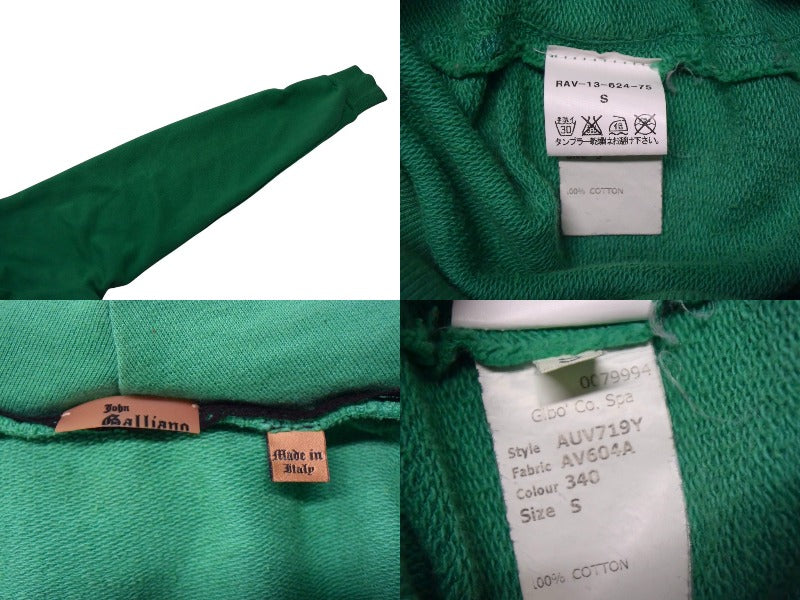 RAV-13-624-75
S
タンブラー乾燥はお避け下さい。
100% COTTON
John
Galliano
Made in
Italy
0079994
Gibo' Co. Spa
Style AUV719Y
Fabric AV604A
Colour 340
Size S
100% COTTON